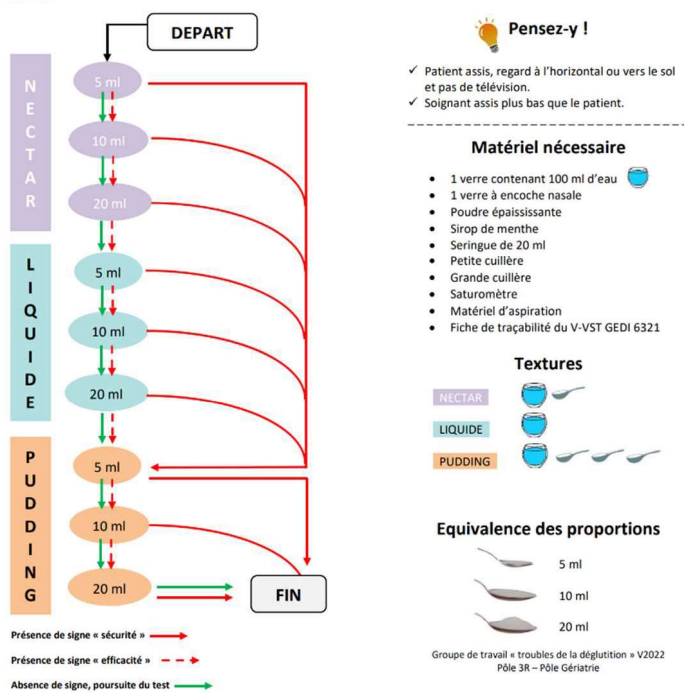 DEPART
NECTAR
5 ml
10 ml
20 ml
LIQUIDE
5 ml
10 ml
20 ml
PUDDING
5 ml
10 ml
20 ml
FIN
Présence de signe « sécurité »
Présence de signe « efficacité »
Absence de signe, poursuite du test
Pensez-y !
✓ Patient assis, regard à l’horizontal ou vers le sol
et pas de télévision.
✓ Soignant assis plus bas que le patient.
Matériel nécessaire
• 1 verre contenant 100 ml d’eau
• 1 verre à encoche nasale
• Poudre épaississante
• Sirop de menthe
• Seringue de 20 ml
• Petite cuillère
• Grande cuillère
• Saturomètre
• Matériel d’aspiration
• Fiche de traçabilité du V-VST GEDI 6321
Textures
NECTAR
LIQUIDE
PUDDING
Equivalence des proportions
5 ml
10 ml
20 ml
Groupe de travail « troubles de la déglutition » V2022
Pôle 3R – Pôle Gériatrie